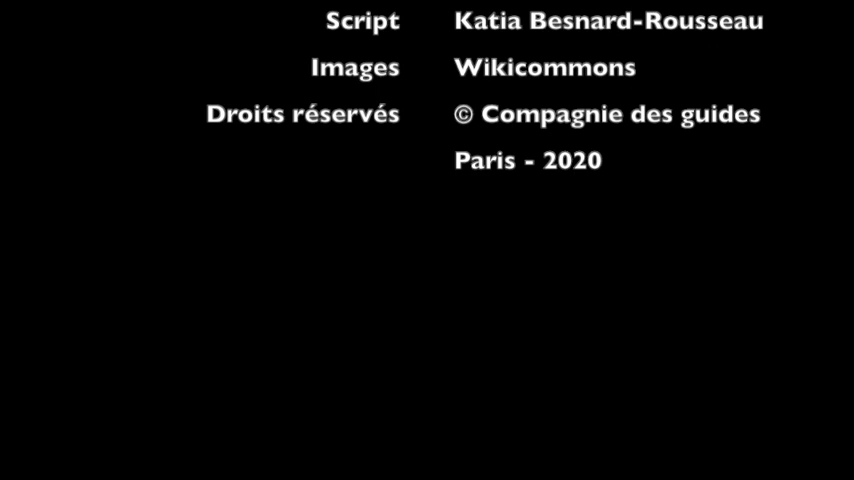 Script Katia Besnard-Rousseau
Images Wikicommons
Droits réservés © Compagnie des guides
Paris - 2020